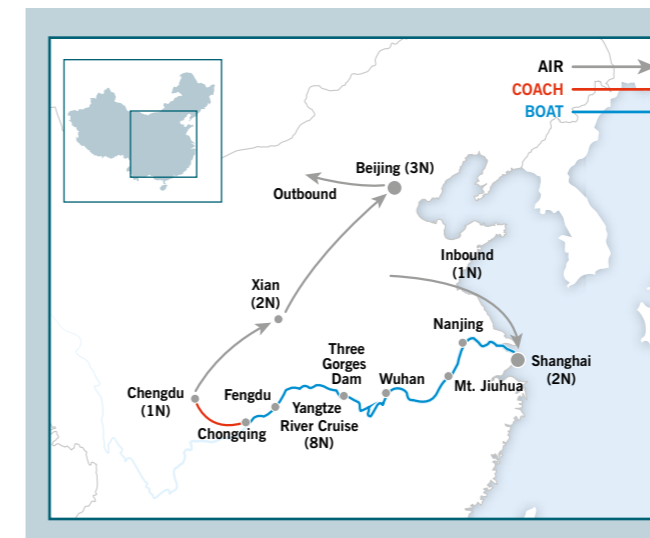 AIR
COACH
BOAT
Beijing (3N)
Outbound
Inbound
(1N)
Xian
(2N)
Nanjing
Three
Gorges
Dam
Shanghai
(2N)
Chengdu
(1N)
Fengdu
Wuhan
Mt. Jiuhua
Chongqing
Yangtze
River Cruise
(8N)